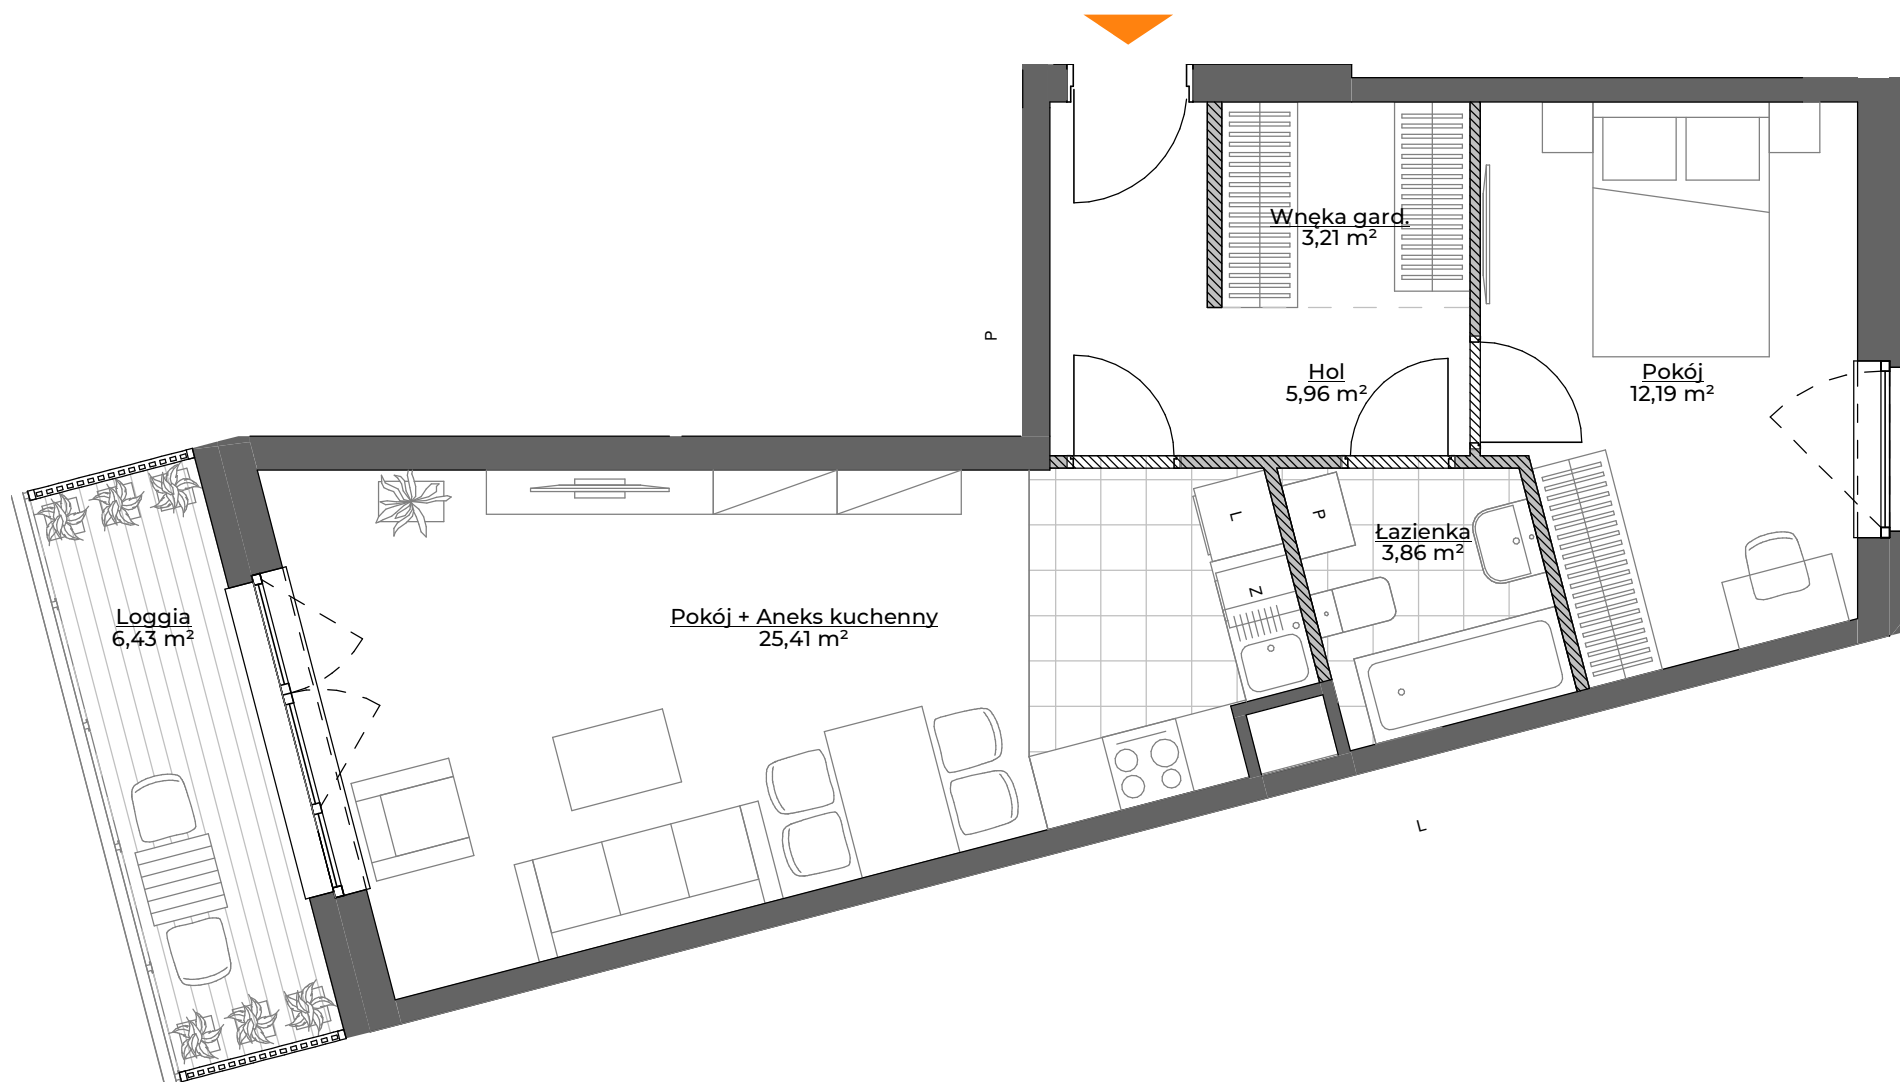 Wnęka gard.
3,21 m²
P
Hol
5,96 m²
Pokój
12,19 m²
L
P
Łazienka
3,86 m²
Z
Loggia
6,43 m²
Pokój + Aneks kuchenny
25,41 m²
L